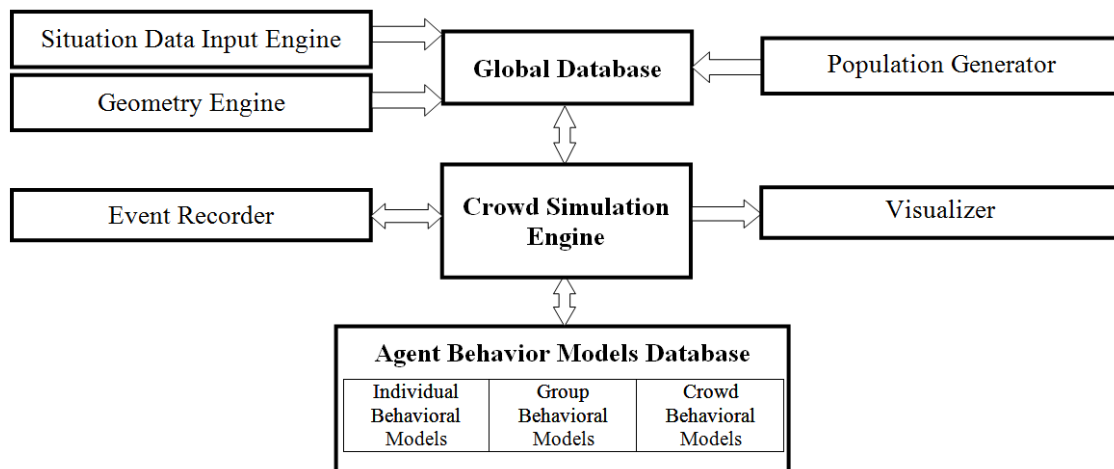 Situation Data Input Engine
Geometry Engine
Global Database
Population Generator
Event Recorder
Crowd Simulation
Engine
Visualizer
Agent Behavior Models Database
Individual
Behavioral
Models
Group
Behavioral
Models
Crowd
Behavioral
Models